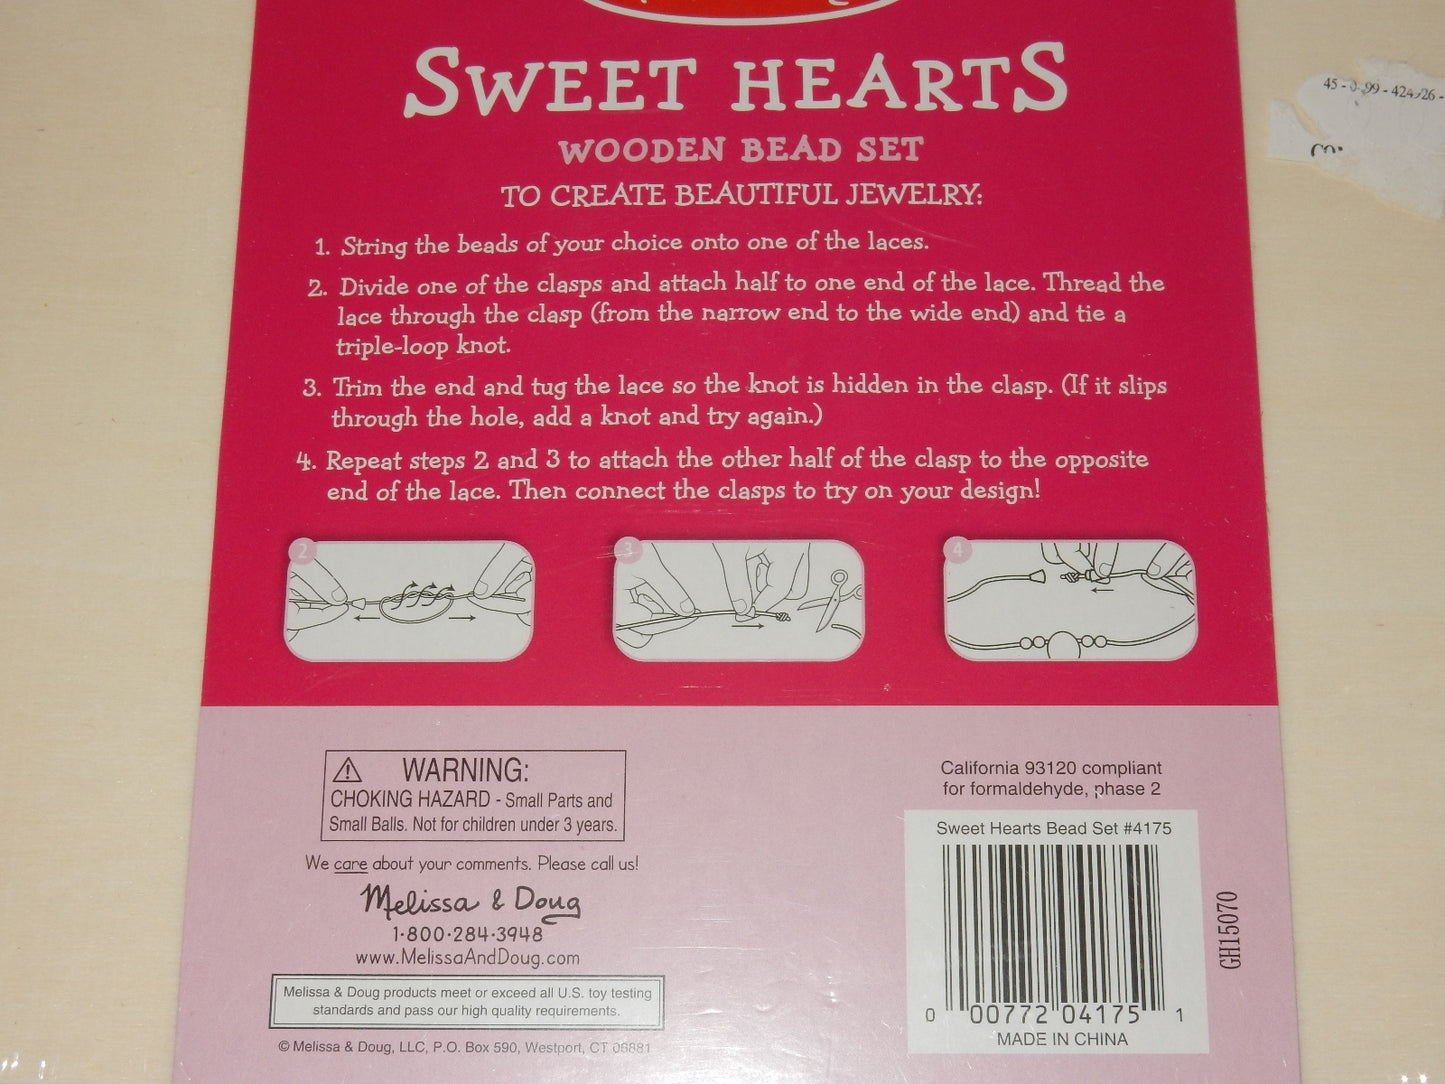 SWEET HEARTS
WOODEN BEAD SET
TO CREATE BEAUTIFUL JEWELRY:
1. String the beads of your choice onto one of the laces.
2. Divide one of the clasps and attach half to one end of the lace. Thread the
lace through the clasp (from the narrow end to the wide end) and tie a
triple-loop knot.
3. Trim the end and tug the lace so the knot is hidden in the clasp. (If it slips
through the hole, add a knot and try again.)
4. Repeat steps 2 and 3 to attach the other half of the clasp to the opposite
end of the lace. Then connect the clasps to try on your design!
2
3
4
WARNING:
CHOKING HAZARD - Small Parts and
Small Balls. Not for children under 3 years.
We care about your comments. Please call us!
Melissa & Doug
1-800-284-3948
www.MelissaAndDoug.com
Melissa & Doug products meet or exceed all U.S. toy testing
standards and pass our high quality requirements.
© Melissa & Doug, LLC, P.O. Box 590, Westport, CT 06881
California 93120 compliant
for formaldehyde, phase 2
Sweet Hearts Bead Set #4175
0 00772 04175 1
MADE IN CHINA
GH15070